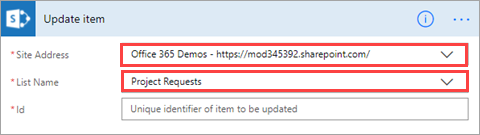 Update item
* Site Address Office 365 Demos - https://mod345392.sharepoint.com/
* List Name Project Requests
* Id Unique identifier of item to be updated